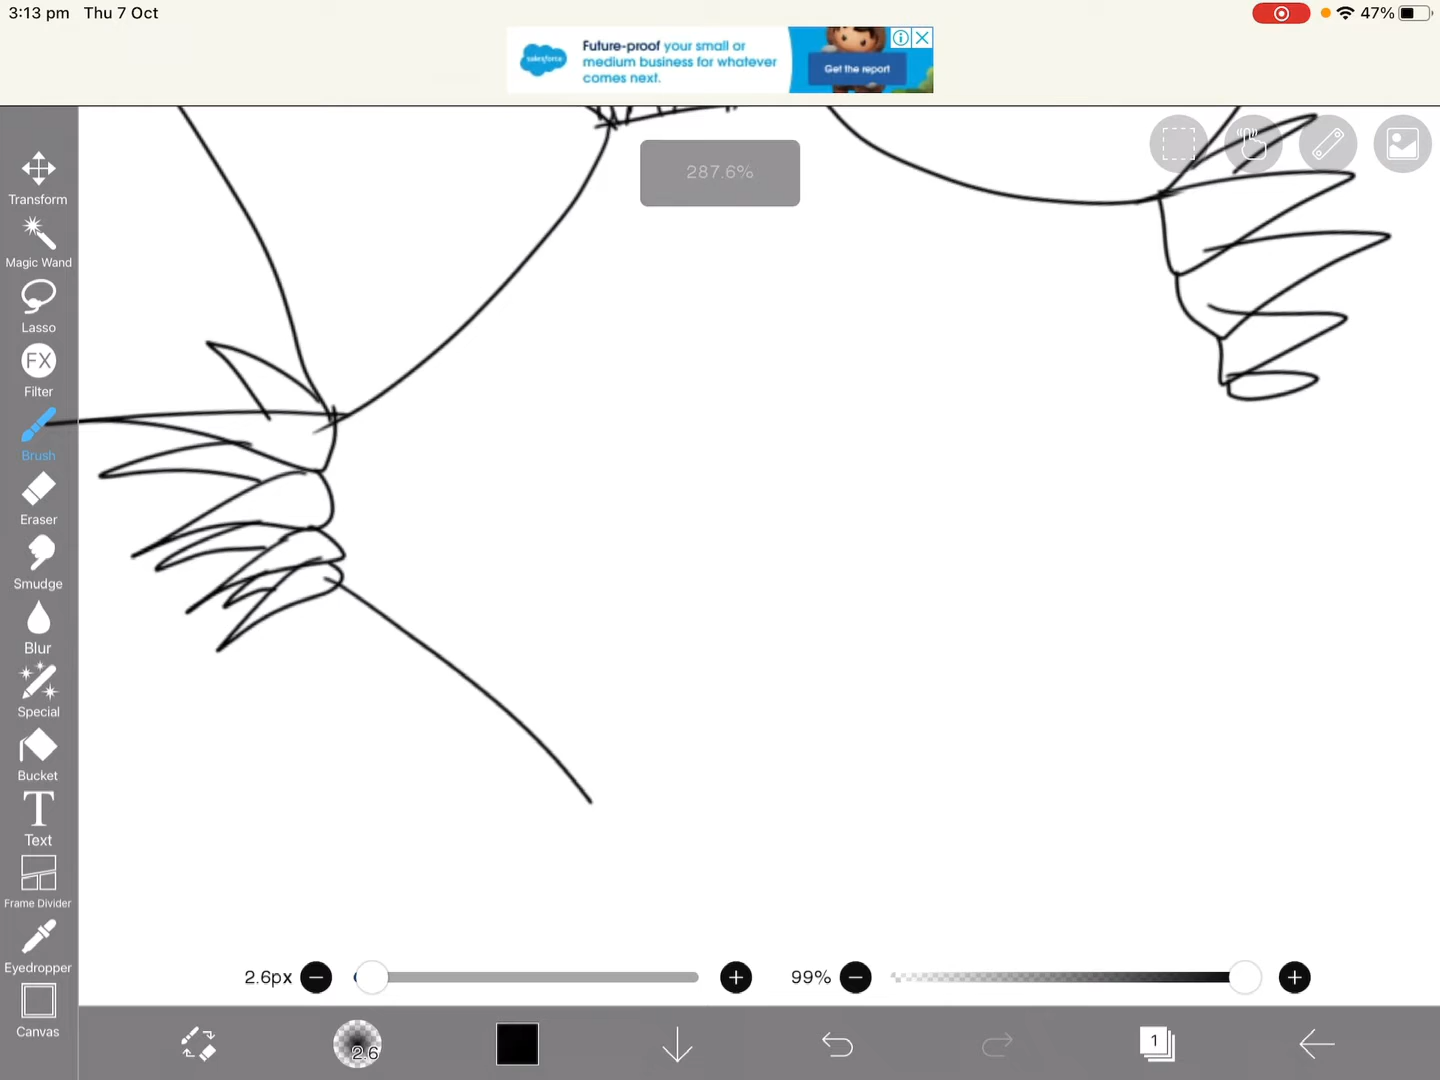 3:13 pm Thu 7 Oct
47%
salesforce
Future-proof your small or
medium business for whatever
comes next.
Get the report
287.6%
Transform
Magic Wand
Lasso
FX
Filter
Brush
Eraser
Smudge
Blur
Special
Bucket
T
Text
Frame Divider
Eyedropper
Canvas
2.6px
99%
2.6
1